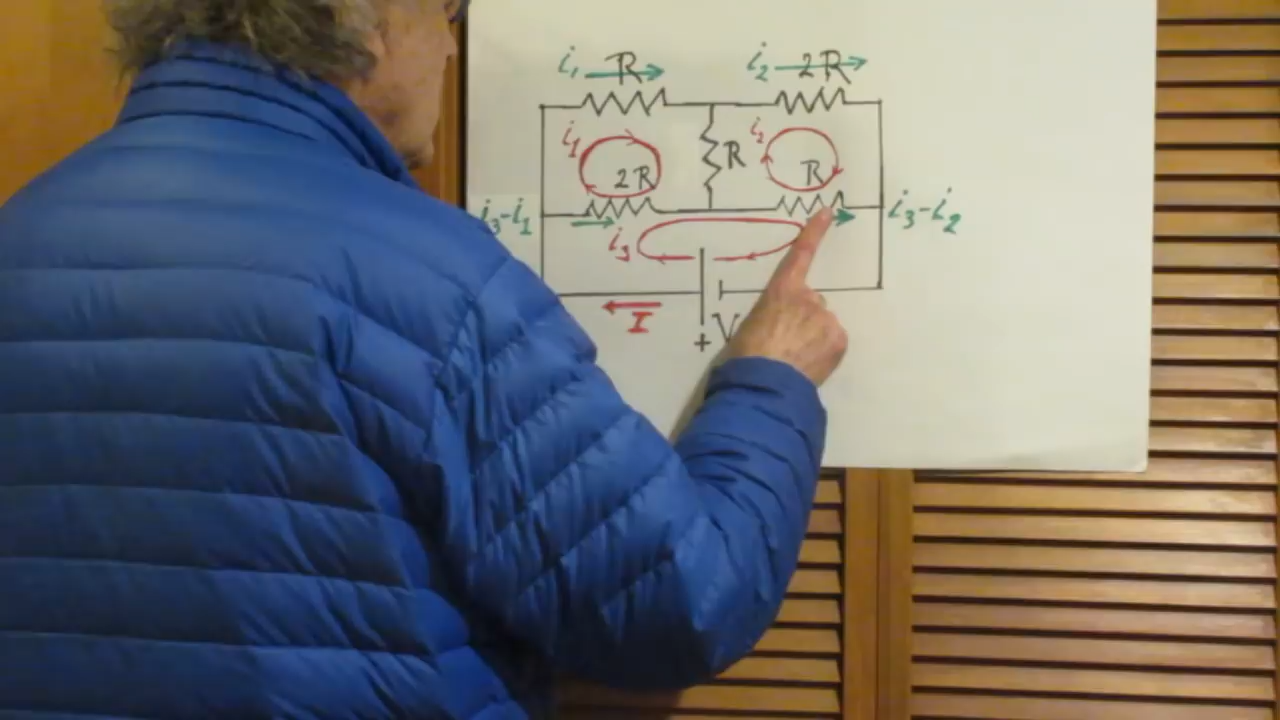 i₁ R i₂ 2R
i₁ 2R R i₂ R
i₃-i₁ i₃-i₂
i₃
I
+ V